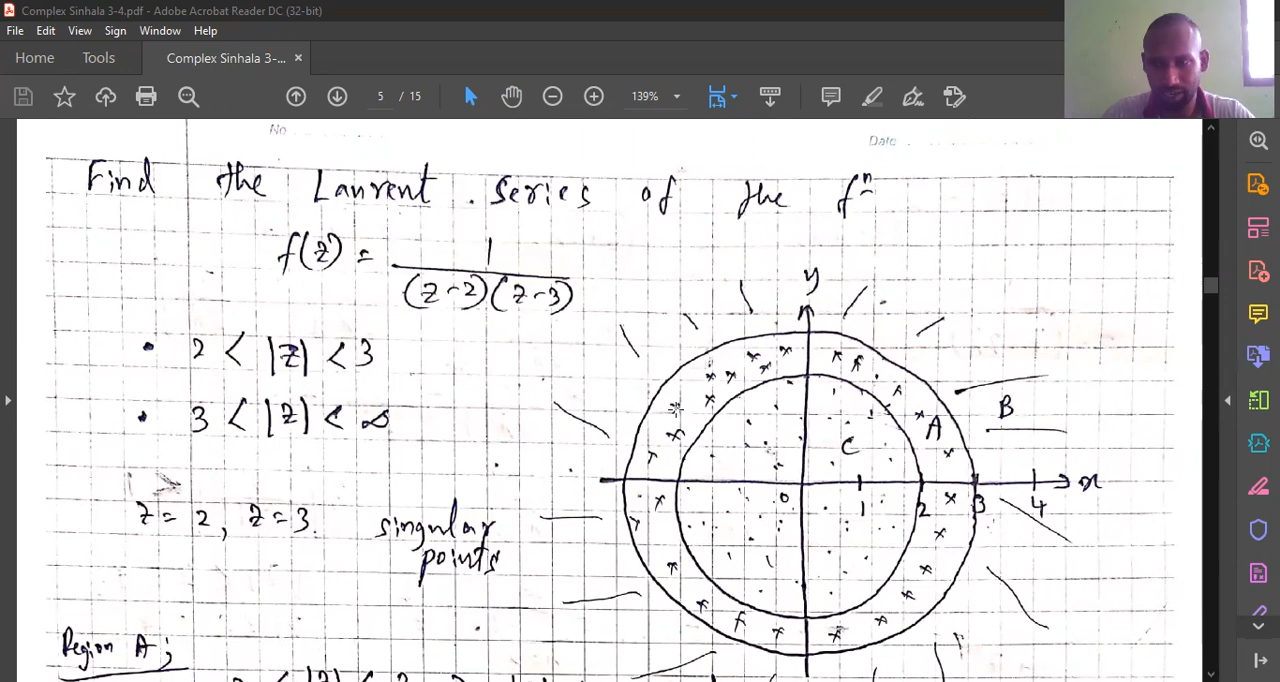 Complex Sinhala 3-4.pdf - Adobe Acrobat Reader DC (32-bit)
File Edit View Sign Window Help
Home Tools Complex Sinhala 3-... ×
5 / 15 139%
No Date
Find the Laurent series of the fⁿ
f(z) = 1 / (z-2)(z-3)
• 2 < |z| < 3
• 3 < |z| < ∞
z = 2, z = 3. singular
points
y
B
A
C
0 1 2 3 4 x
Region A;